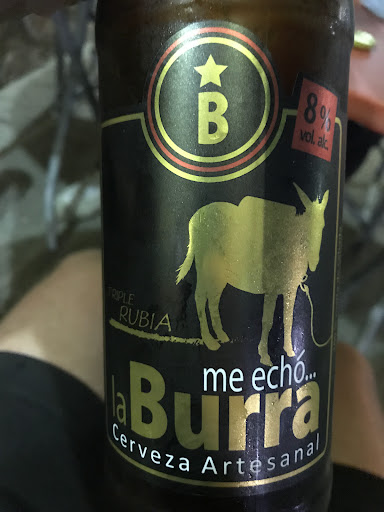 B
8%
vol. alc.
TRIPLE
RUBIA
me echó...
la Burra
Cerveza Artesanal